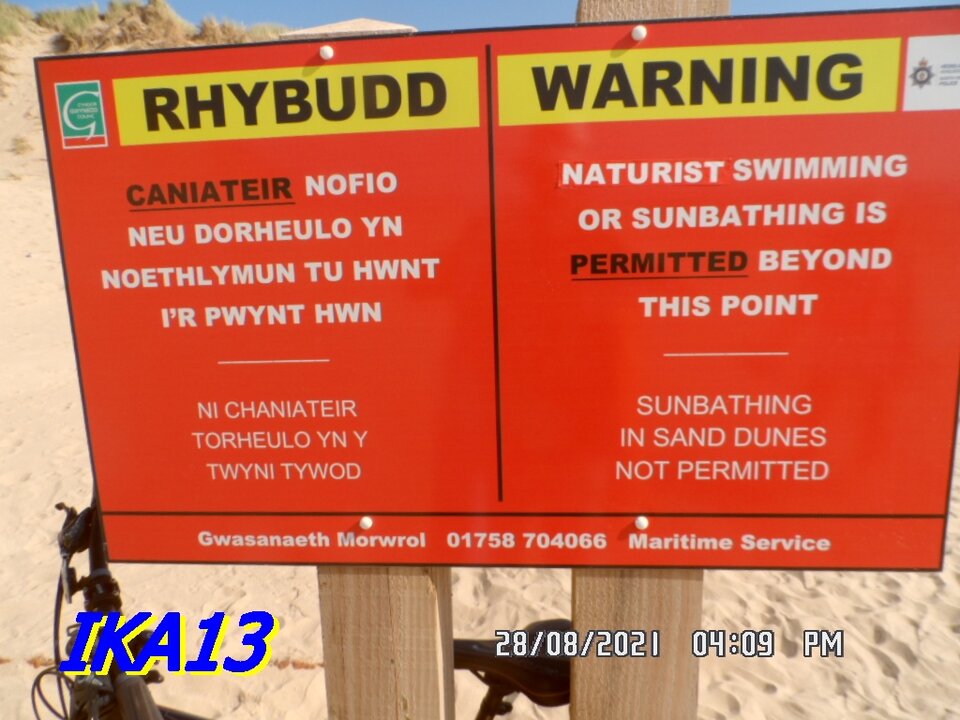 RHYBUDD
CANIATEIR NOFIO
NEU DORHEULO YN
NOETHLYMUN TU HWNT
I'R PWYNT HWN
NI CHANIATEIR
TORHEULO YN Y
TWYNI TYWOD
WARNING
NATURIST SWIMMING
OR SUNBATHING IS
PERMITTED BEYOND
THIS POINT
SUNBATHING
IN SAND DUNES
NOT PERMITTED
Gwasanaeth Morwrol 01758 704066 Maritime Service
IKA13
28/08/2021 04:09 PM